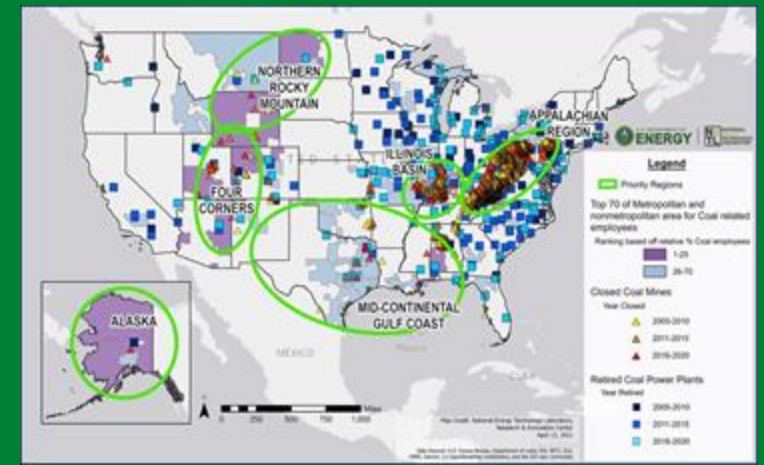 NORTHERN
ROCKY
MOUNTAIN
APPALACHIAN
REGION
ILLINOIS
BASIN
FOUR
CORNERS
MID-CONTINENTAL
GULF COAST
ALASKA
MEXICO
ENERGY
Legend
Priority Regions
Top 70 of Metropolitan and
nonmetropolitan area for Coal related
employees
Ranking based off relative % Coal employees
1-25
26-70
Closed Coal Mines
Year Closed
2005-2010
2011-2015
2016-2020
Retired Coal Power Plants
Year Retired
2005-2010
2011-2015
2016-2020
Miles
0 250 500 750 1,000